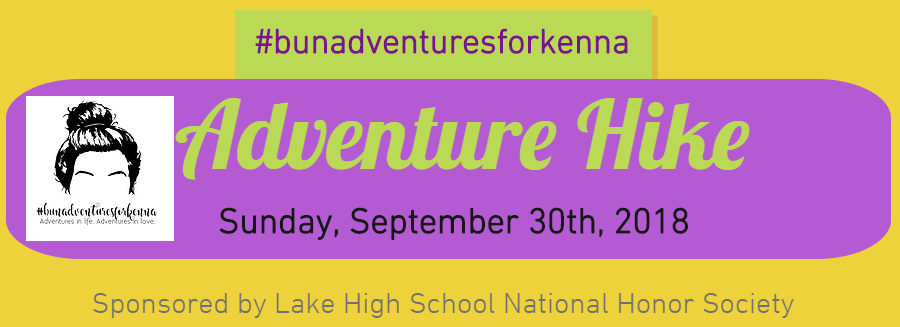 #bunadventuresforkenna
Adventure Hike
#bunadventuresforkenna
Adventures in life. Adventures in love.
Sunday, September 30th, 2018
Sponsored by Lake High School National Honor Society